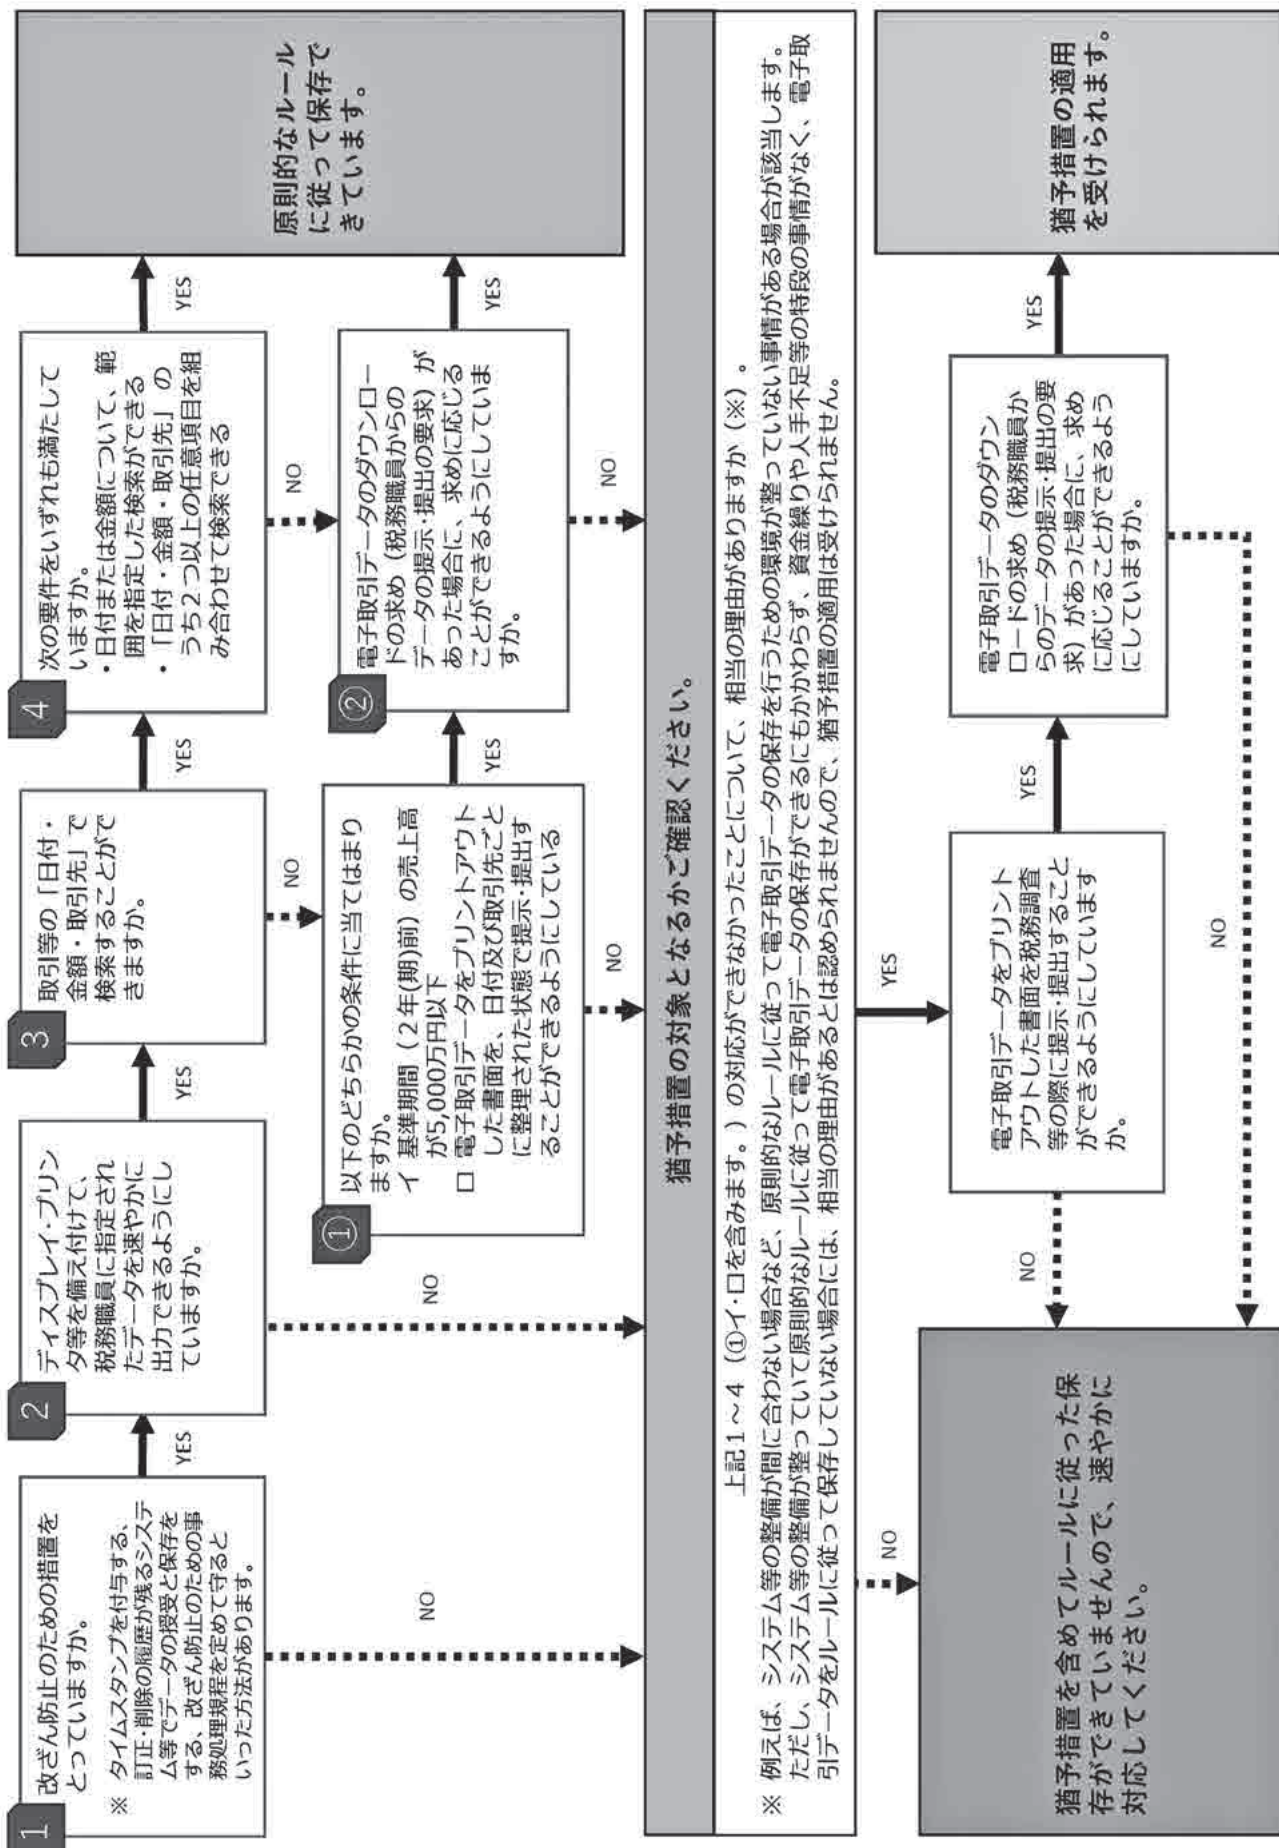 1
改ざん防止のための措置を
とっていますか。
※ タイムスタンプを付与する、
訂正・削除の履歴が残るシステ
ム等でデータの授受と保存を
する、改ざん防止のための事
務処理規程を定めて守ると
いった方法があります。
YES
NO
2
ディスプレイ・プリン
タ等を備え付けて、
税務職員に指定され
たデータを速やかに
出力できるようにし
ていますか。
YES
NO
3
取引等の「日付・
金額・取引先」で
検索することがで
きますか。
YES
NO
4
次の要件をいずれも満たして
いますか。
・日付または金額について、範
囲を指定した検索ができる
・「日付・金額・取引先」の
うち2つ以上の任意項目を組
み合わせて検索できる
YES
NO
原則的なルール
に従って保存で
きています。
①
以下のどちらかの条件に当てはまり
ますか。
イ 基準期間（2年(期)前）の売上高
が5,000万円以下
ロ 電子取引データをプリントアウト
した書面を、日付及び取引先ごと
に整理された状態で提示・提出す
ることができるようにしている
YES
NO
②
電子取引データのダウンロー
ドの求め（税務職員からの
データの提示・提出の要求）が
あった場合に、求めに応じる
ことができるようにしていま
すか。
YES
NO
猶予措置の対象となるかご確認ください。
上記1～4（①イ・ロを含みます。）の対応ができなかったことについて、相当の理由がありますか（※）。
※ 例えば、システム等の整備が間に合わない場合など、原則的なルールに従って電子取引データの保存を行うための環境が整っていない事情がある場合が該当します。
ただし、システム等の整備が整っていて原則的なルールに従って電子取引データの保存ができるにもかかわらず、資金繰りや人手不足等の特段の事情がなく、電子取
引データをルールに従って保存していない場合には、相当の理由があるとは認められませんので、猶予措置の適用は受けられません。
NO
YES
電子取引データをプリント
アウトした書面を税務調査
等の際に提示・提出すること
ができるようにしています
か。
NO
YES
電子取引データのダウン
ロードの求め（税務職員か
らのデータの提示・提出の要
求）があった場合に、求め
に応じることができるよう
にしていますか。
YES
NO
猶予措置の適用
を受けられます。
猶予措置を含めてルールに従った保
存ができていませんので、速やかに
対応してください。